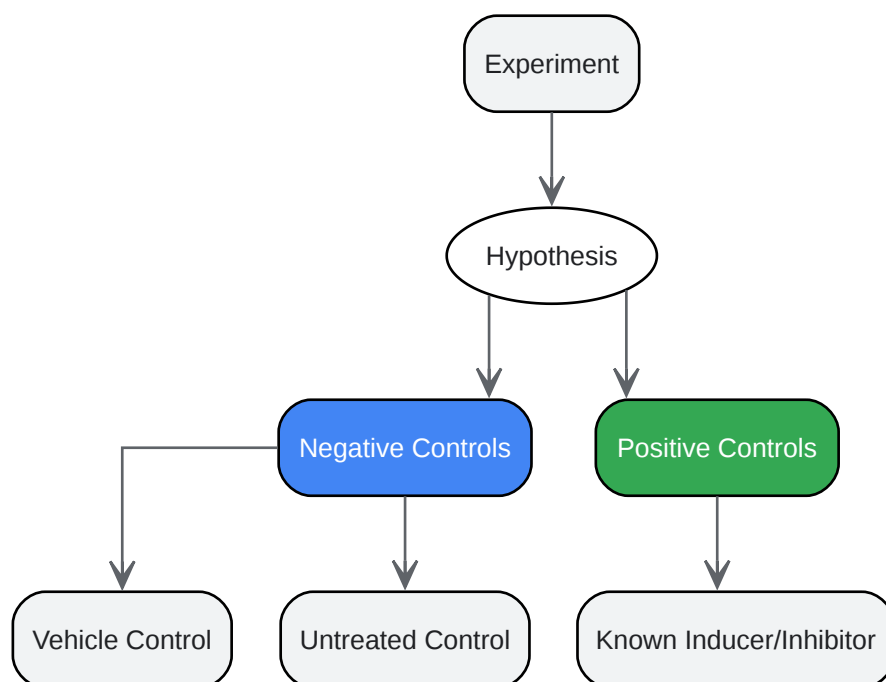 Experiment
Hypothesis
Negative Controls
Positive Controls
Vehicle Control
Untreated Control
Known Inducer/Inhibitor